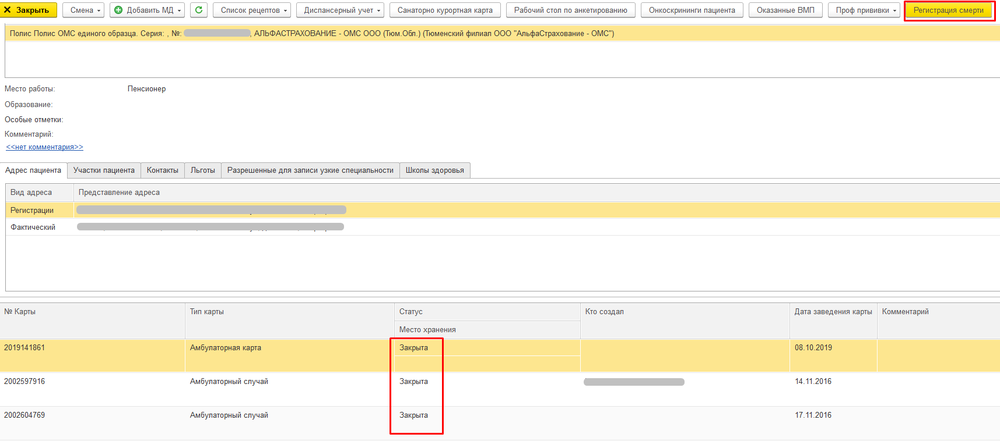 Закрыть Смена Добавить МД Список рецептов Диспансерный учет Санаторно курортная карта Рабочий стол по анкетированию Онкоскрининги пациента Оказанные ВМП Проф прививки Регистрация смерти
Полис Полис ОМС единого образца. Серия: , №: , АЛЬФАСТРАХОВАНИЕ - ОМС ООО (Тюм.Обл.) (Тюменский филиал ООО "АльфаСтрахование - ОМС")
Место работы: Пенсионер
Образование:
Особые отметки:
Комментарий:
<<нет комментария>>
Адрес пациента Участки пациента Контакты Льготы Разрешенные для записи узкие специальности Школы здоровья
Вид адреса Представление адреса
Регистрации
Фактический
№ Карты Тип карты Статус Кто создал Дата заведения карты Комментарий
Место хранения
2019141861 Амбулаторная карта Закрыта 08.10.2019
2002597916 Амбулаторный случай Закрыта 14.11.2016
2002604769 Амбулаторный случай Закрыта 17.11.2016